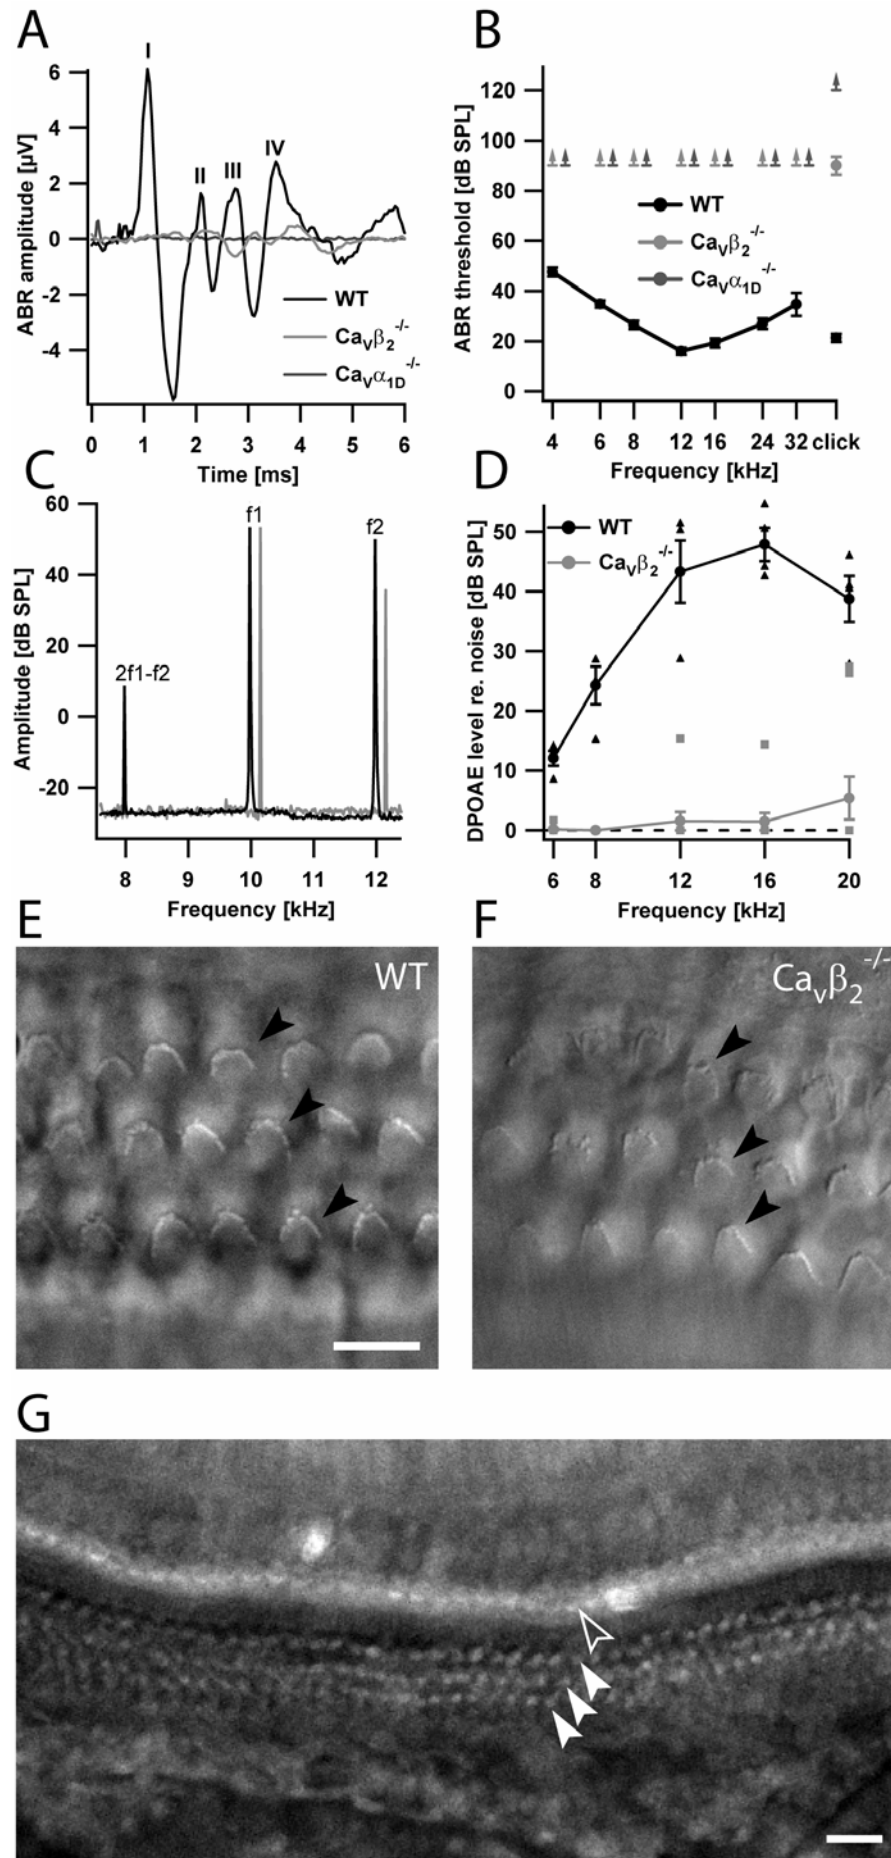 A
I
II
III
IV
6
4
2
0
-2
-4
ABR amplitude [µV]
WT
Cavβ2-/-
Cavα1D-/-
0
1
2
3
4
5
6
Time [ms]
B
120
100
80
60
40
20
0
ABR threshold [dB SPL]
WT
Cavβ2-/-
Cavα1D-/-
4
6
8
12
16
24
32
click
Frequency [kHz]
C
60
40
20
0
-20
Amplitude [dB SPL]
2f1-f2
f1
f2
8
9
10
11
12
Frequency [kHz]
D
50
40
30
20
10
0
DPOAE level re. noise [dB SPL]
WT
Cavβ2-/-
6
8
12
16
20
Frequency [kHz]
E
WT
F
Cavβ2-/-
G